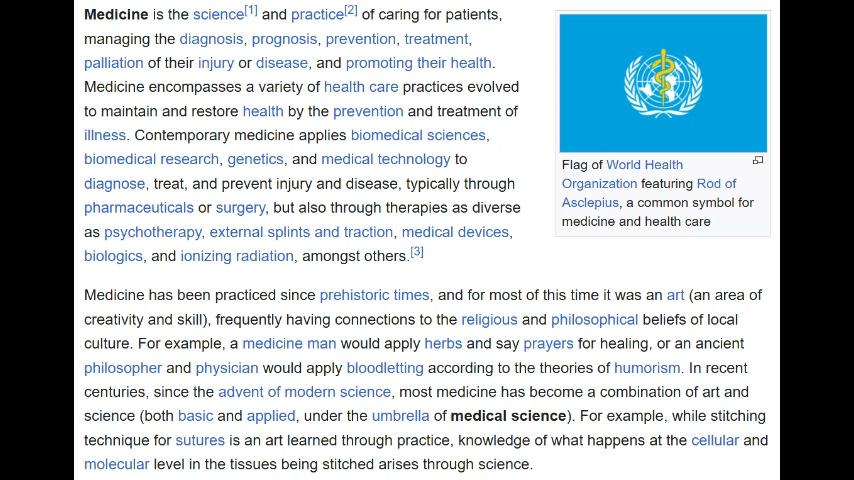 Medicine is the science[1] and practice[2] of caring for patients,
managing the diagnosis, prognosis, prevention, treatment,
palliation of their injury or disease, and promoting their health.
Medicine encompasses a variety of health care practices evolved
to maintain and restore health by the prevention and treatment of
illness. Contemporary medicine applies biomedical sciences,
biomedical research, genetics, and medical technology to
diagnose, treat, and prevent injury and disease, typically through
pharmaceuticals or surgery, but also through therapies as diverse
as psychotherapy, external splints and traction, medical devices,
biologics, and ionizing radiation, amongst others.[3]
Flag of World Health
Organization featuring Rod of
Asclepius, a common symbol for
medicine and health care
Medicine has been practiced since prehistoric times, and for most of this time it was an art (an area of
creativity and skill), frequently having connections to the religious and philosophical beliefs of local
culture. For example, a medicine man would apply herbs and say prayers for healing, or an ancient
philosopher and physician would apply bloodletting according to the theories of humorism. In recent
centuries, since the advent of modern science, most medicine has become a combination of art and
science (both basic and applied, under the umbrella of medical science). For example, while stitching
technique for sutures is an art learned through practice, knowledge of what happens at the cellular and
molecular level in the tissues being stitched arises through science.